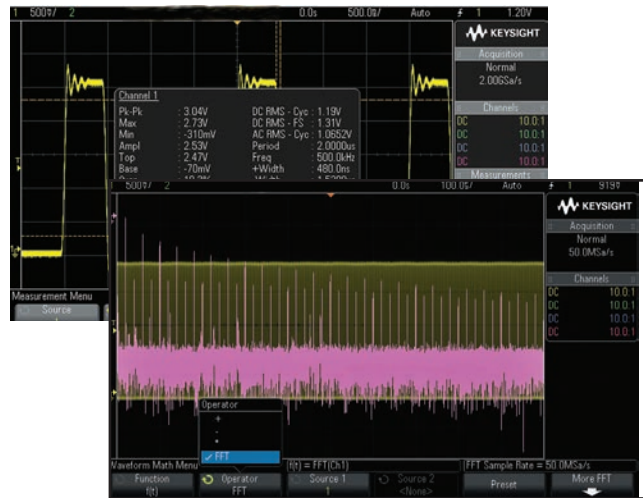 1 500♈/ 2 0.0s 500.0♈/ Auto 1 1.20V
KEYSIGHT
Acquisition
Normal
2.00GSa/s
Channels
DC 10.0:1
DC 10.0:1
DC 10.0:1
DC 10.0:1
Measurements
Channel 1
Pk-Pk : 3.04V DC RMS - Cyc : 1.19V
Max : 2.73V DC RMS - FS : 1.31V
Min : -310mV AC RMS - Cyc : 1.0652V
Ampl : 2.53V Period : 2.0000us
Top : 2.47V Freq : 500.0kHz
Base : -70mV +Width : 480.0ns
Measurement Menu
Source
1 500♈/ 2 0.0s 100.0♈/ Auto 1 919♈
KEYSIGHT
Acquisition
Normal
50.0MSa/s
Channels
DC 10.0:1
DC 10.0:1
DC 10.0:1
DC 10.0:1
Operator
+
-
*
FFT
Waveform Math Menu f(t) = FFT(Ch1) FFT Sample Rate = 50.0MSa/s
Function Operator Source 1 Source 2 Preset More FFT
f(t) FFT 1 <None>